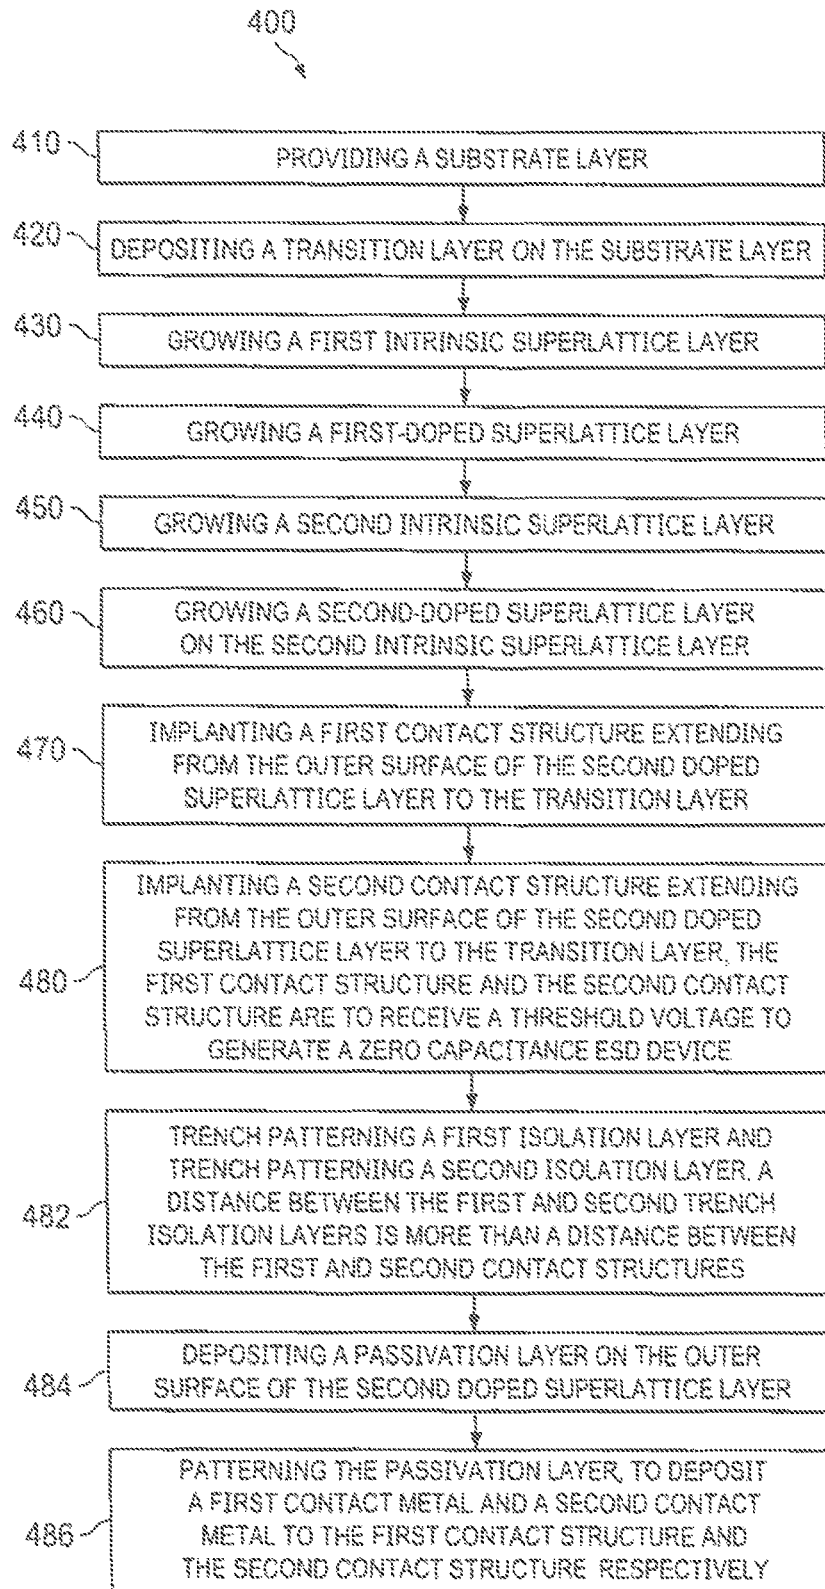 400
410
PROVIDING A SUBSTRATE LAYER
420
DEPOSITING A TRANSITION LAYER ON THE SUBSTRATE LAYER
430
GROWING A FIRST INTRINSIC SUPERLATTICE LAYER
440
GROWING A FIRST-DOPED SUPERLATTICE LAYER
450
GROWING A SECOND INTRINSIC SUPERLATTICE LAYER
460
GROWING A SECOND-DOPED SUPERLATTICE LAYER
ON THE SECOND INTRINSIC SUPERLATTICE LAYER
470
IMPLANTING A FIRST CONTACT STRUCTURE EXTENDING
FROM THE OUTER SURFACE OF THE SECOND DOPED
SUPERLATTICE LAYER TO THE TRANSITION LAYER
480
IMPLANTING A SECOND CONTACT STRUCTURE EXTENDING
FROM THE OUTER SURFACE OF THE SECOND DOPED
SUPERLATTICE LAYER TO THE TRANSITION LAYER, THE
FIRST CONTACT STRUCTURE AND THE SECOND CONTACT
STRUCTURE ARE TO RECEIVE A THRESHOLD VOLTAGE TO
GENERATE A ZERO CAPACITANCE ESD DEVICE
482
TRENCH PATTERNING A FIRST ISOLATION LAYER AND
TRENCH PATTERNING A SECOND ISOLATION LAYER. A
DISTANCE BETWEEN THE FIRST AND SECOND TRENCH
ISOLATION LAYERS IS MORE THAN A DISTANCE BETWEEN
THE FIRST AND SECOND CONTACT STRUCTURES
484
DEPOSITING A PASSIVATION LAYER ON THE OUTER
SURFACE OF THE SECOND DOPED SUPERLATTICE LAYER
486
PATTERNING THE PASSIVATION LAYER, TO DEPOSIT
A FIRST CONTACT METAL AND A SECOND CONTACT
METAL TO THE FIRST CONTACT STRUCTURE AND
THE SECOND CONTACT STRUCTURE RESPECTIVELY